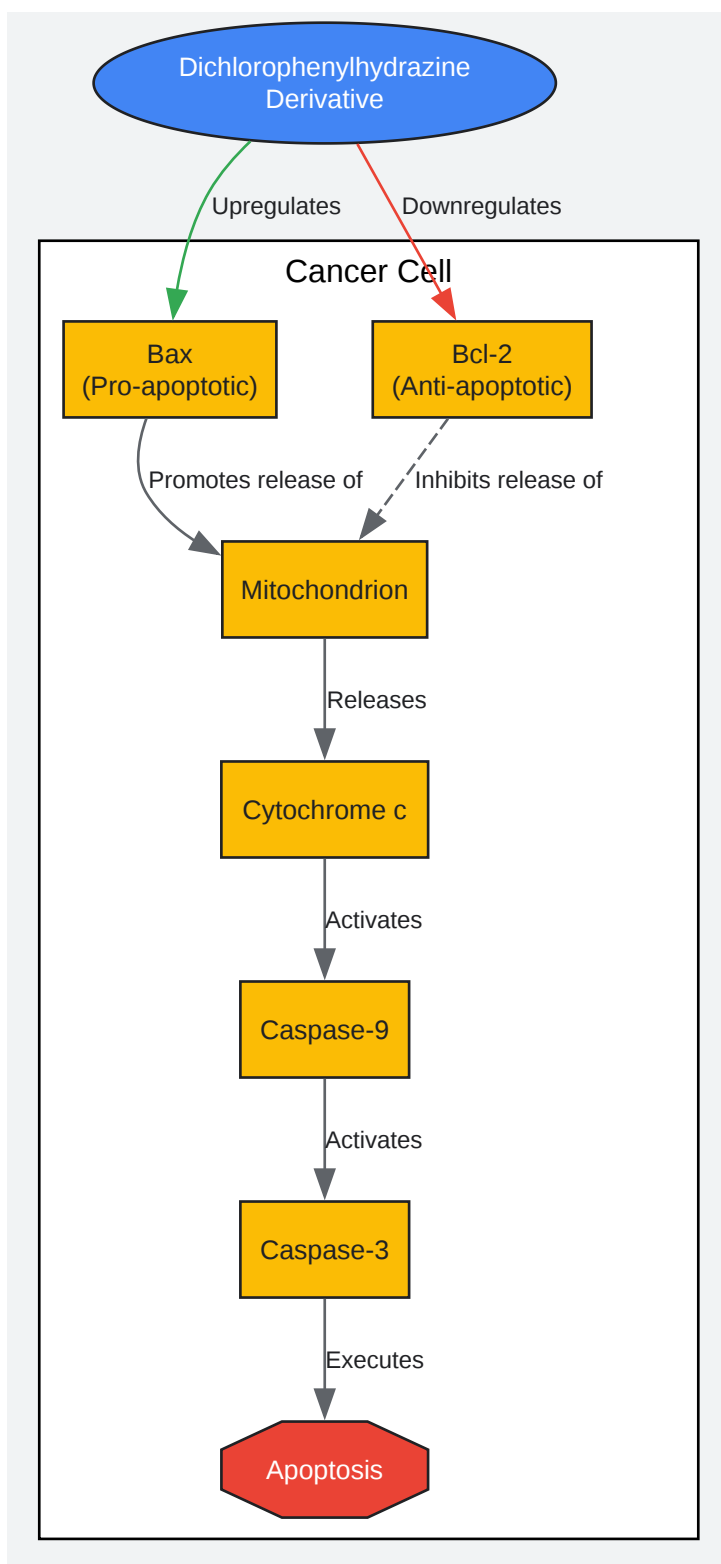 Dichlorophenylhydrazine
Derivative
Upregulates
Downregulates
Cancer Cell
Bax
(Pro-apoptotic)
Bcl-2
(Anti-apoptotic)
Promotes release of
Inhibits release of
Mitochondrion
Releases
Cytochrome c
Activates
Caspase-9
Activates
Caspase-3
Executes
Apoptosis